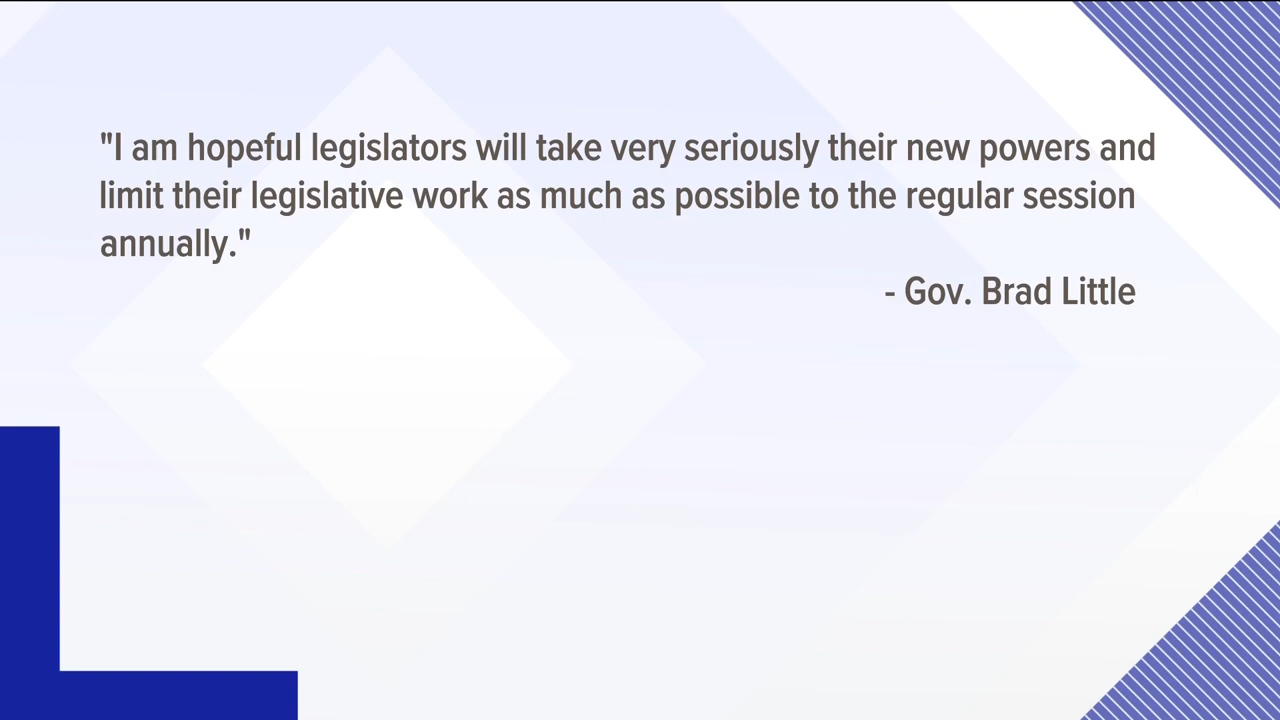 "I am hopeful legislators will take very seriously their new powers and
limit their legislative work as much as possible to the regular session
annually."
- Gov. Brad Little